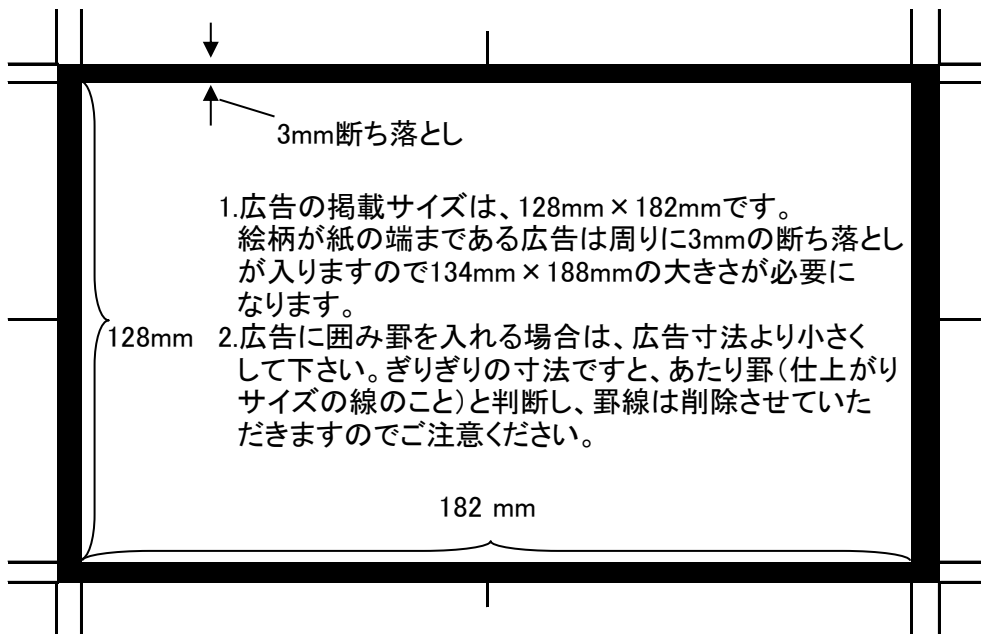 3mm断ち落とし
1.広告の掲載サイズは、128mm×182mmです。
絵柄が紙の端まである広告は周りに3mmの断ち落とし
が入りますので134mm×188mmの大きさが必要に
なります。
128mm
2.広告に囲み罫を入れる場合は、広告寸法より小さく
して下さい。ぎりぎりの寸法ですと、あたり罫(仕上がり
サイズの線のこと)と判断し、罫線は削除させていた
だきますのでご注意ください。
182 mm